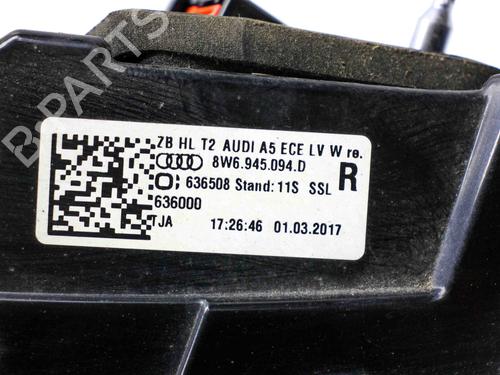 B-PARTS
ZB HL T2 AUDI A5 ECE LV W re.
8W6.945.094.D
636508 Stand: 11S SSL R
636000
TJA 17:26:46 01.03.2017